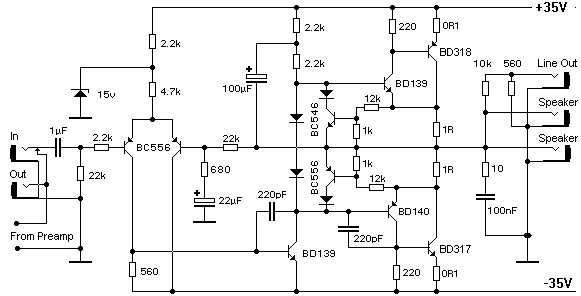 +35V
2.2k
2.2k
220
0R1
BD318
10k
560
Line Out
2.2k
BD139
4.7k
15v
100µF
BC546
12k
Speaker
In
1µF
1k
1R
Speaker
2.2k
BC556
22k
BC556
1k
1R
Out
22k
680
12k
10
22µF
220pF
BD140
100nF
From Preamp
220pF
BD317
560
BD139
220
0R1
-35V